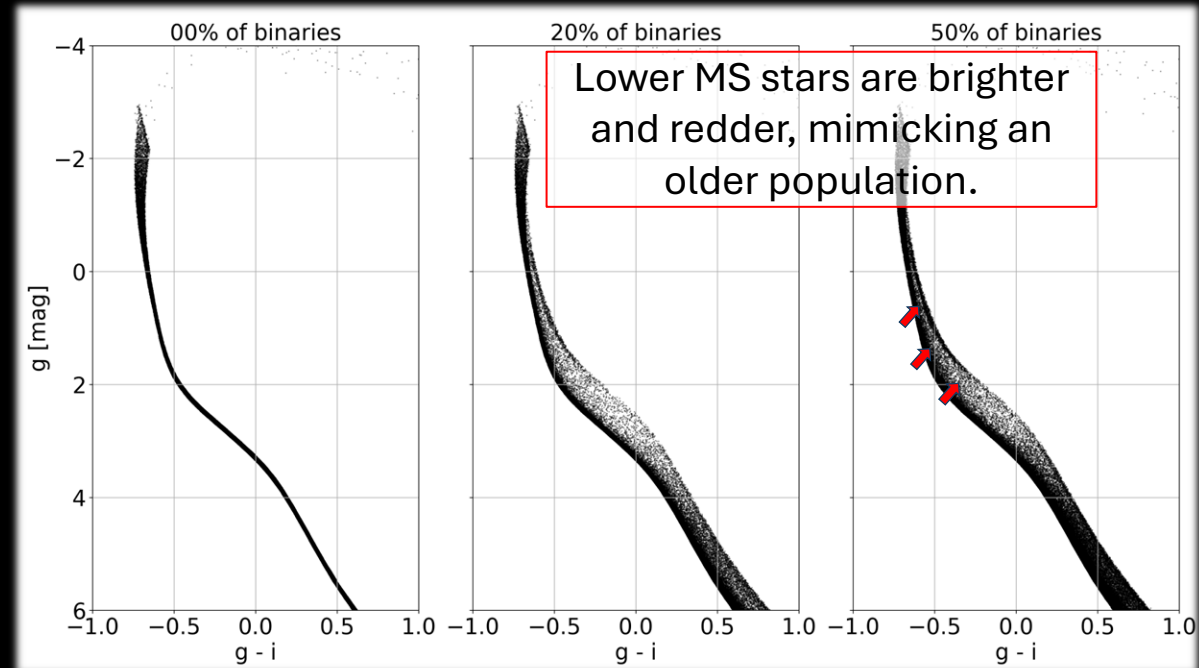 00% of binaries
20% of binaries
50% of binaries
Lower MS stars are brighter
and redder, mimicking an
older population.
g [mag]
−4
−2
0
2
4
6
−1.0 −0.5 0.0 0.5 1.0
−1.0 −0.5 0.0 0.5 1.0
−1.0 −0.5 0.0 0.5 1.0
g - i
g - i
g - i